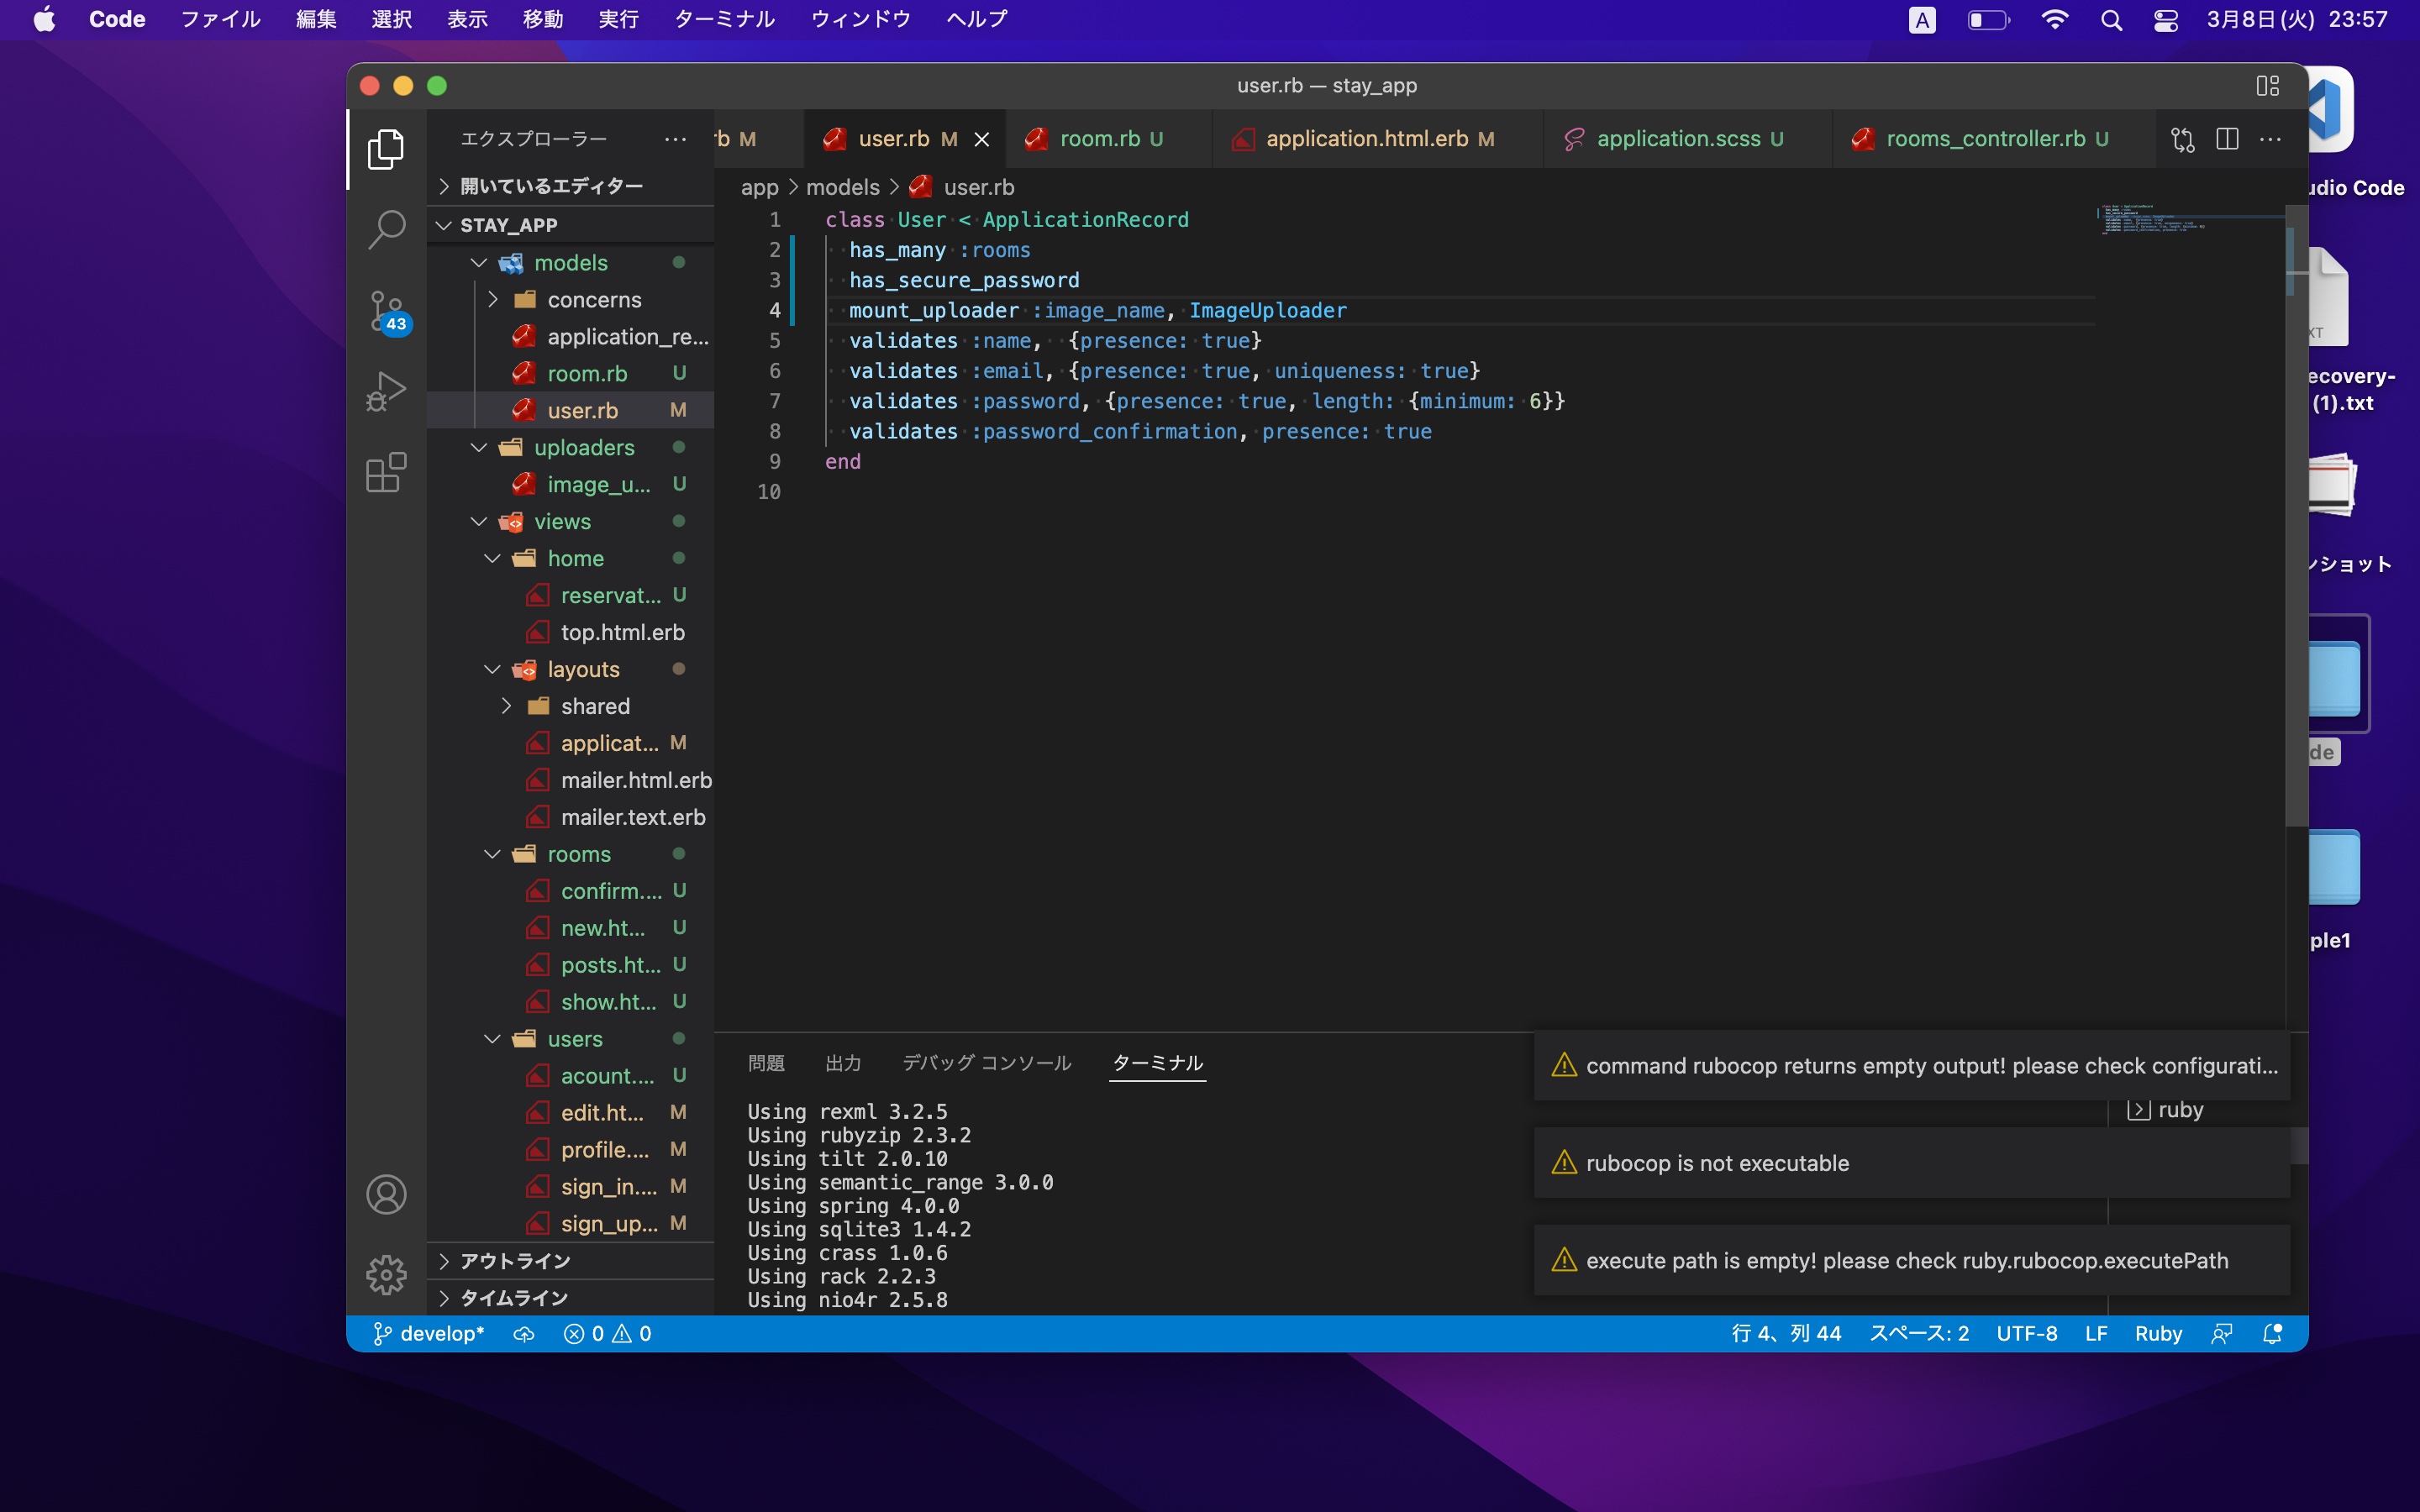 Code ファイル 編集 選択 表示 移動 実行 ターミナル ウィンドウ ヘルプ A 3月8日(火) 23:57
user.rb — stay_app
エクスプローラー ···
rb M user.rb M room.rb U application.html.erb M application.scss U rooms_controller.rb U ···
開いているエディター
STAY_APP
models
concerns
application_re...
room.rb U
user.rb M
uploaders
image_u... U
views
home
reservat... U
top.html.erb
layouts
shared
applicat... M
mailer.html.erb
mailer.text.erb
rooms
confirm.... U
new.ht... U
posts.ht... U
show.ht... U
users
acount.... U
edit.ht... M
profile.... M
sign_in.... M
sign_up... M
アウトライン
タイムライン
43
app > models > user.rb
1 class User < ApplicationRecord
2 has_many :rooms
3 has_secure_password
4 mount_uploader :image_name, ImageUploader
5 validates :name, {presence: true}
6 validates :email, {presence: true, uniqueness: true}
7 validates :password, {presence: true, length: {minimum: 6}}
8 validates :password_confirmation, presence: true
9 end
10
問題 出力 デバッグ コンソール ターミナル
Using rexml 3.2.5
Using rubyzip 2.3.2
Using tilt 2.0.10
Using semantic_range 3.0.0
Using spring 4.0.0
Using sqlite3 1.4.2
Using crass 1.0.6
Using rack 2.2.3
Using nio4r 2.5.8
command rubocop returns empty output! please check configurati...
ruby
rubocop is not executable
execute path is empty! please check ruby.rubocop.executePath
develop* 0 0 行 4、列 44 スペース: 2 UTF-8 LF Ruby
udio Code
XT
ecovery-
(1).txt
ンショット
de
ple1